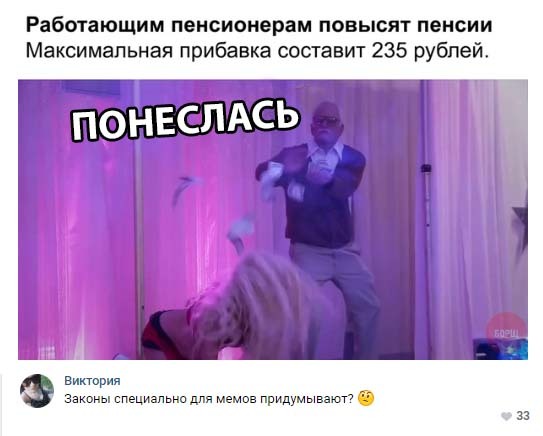 Работающим пенсионерам повысят пенсии
Максимальная прибавка составит 235 рублей.
ПОНЕСЛАСЬ
БОРЩ
Виктория
Законы специально для мемов придумывают? 🤔
33